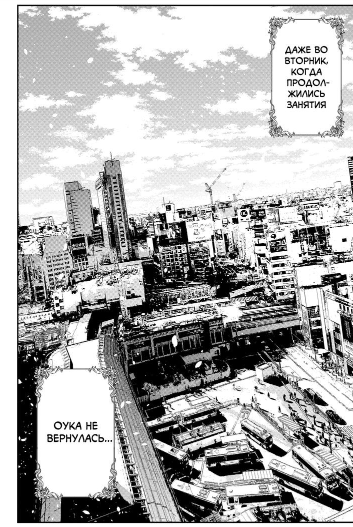 ДАЖЕ ВО
ВТОРНИК,
КОГДА
ПРОДОЛ-
ЖИЛИСЬ
ЗАНЯТИЯ
ОУКА НЕ
ВЕРНУЛАСЬ...